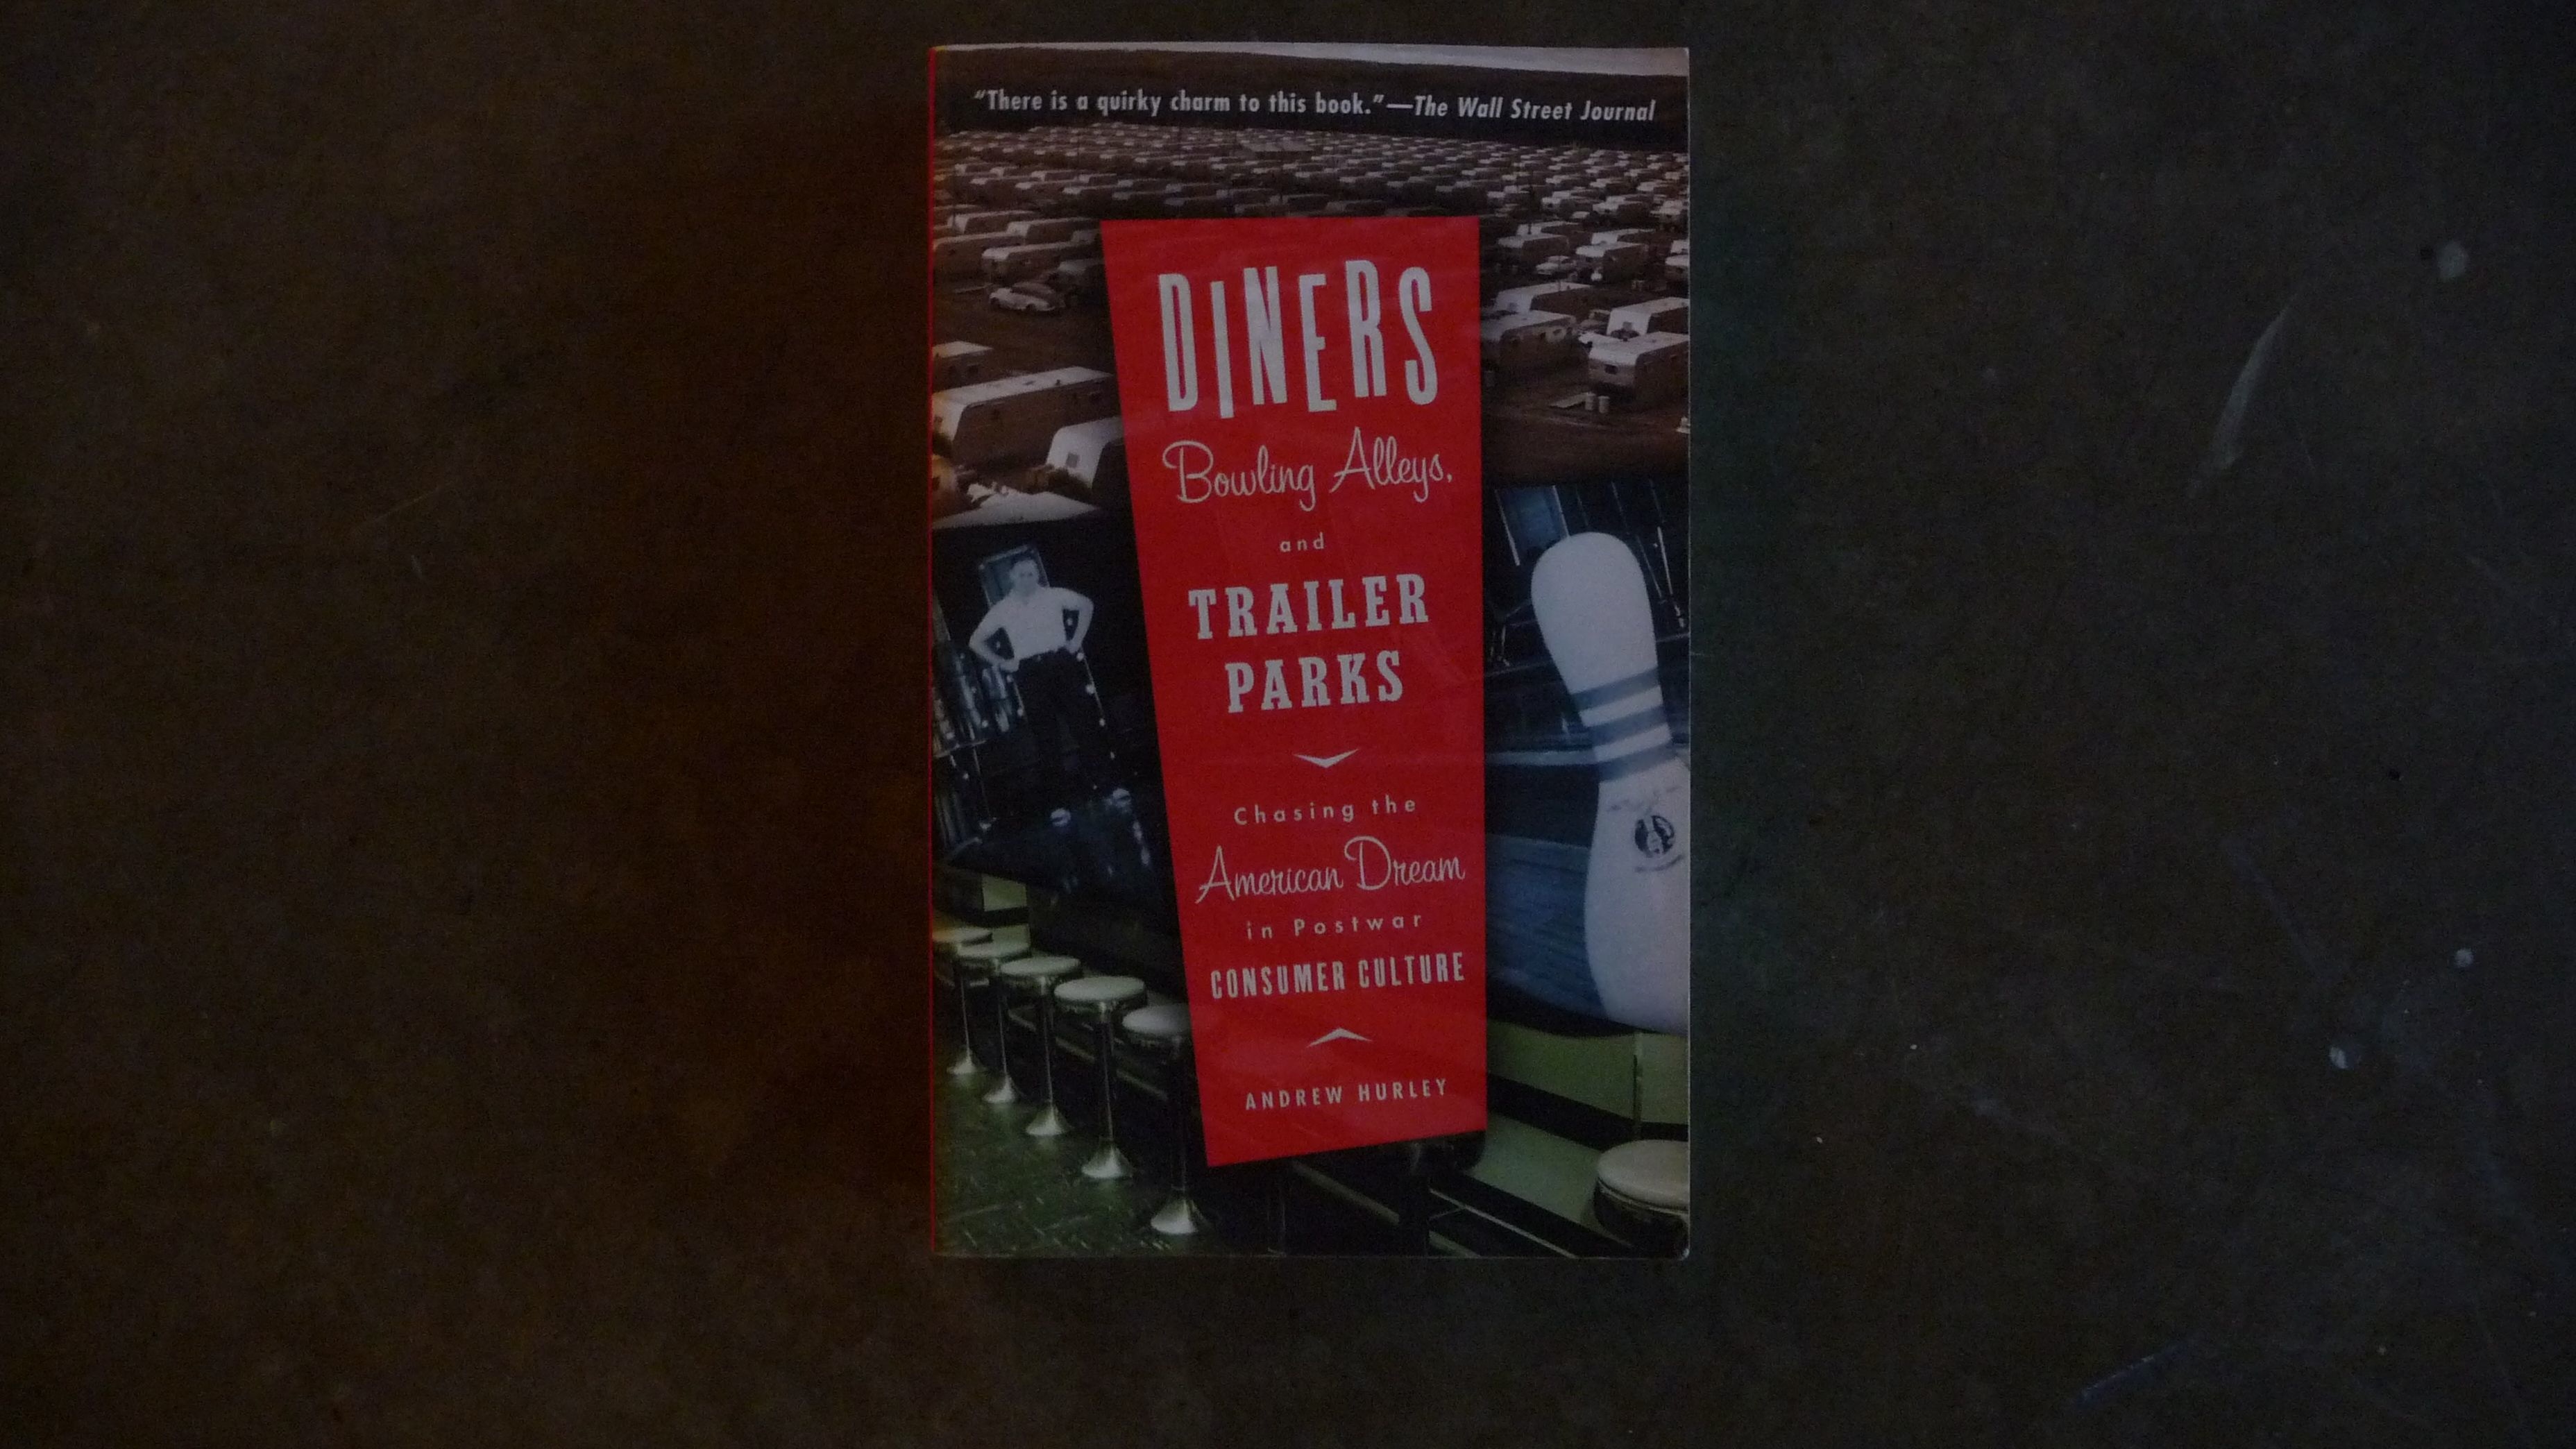 "There is a quirky charm to this book."—The Wall Street Journal
DINERS
Bowling Alleys,
and
TRAILER
PARKS
Chasing the
American Dream
in Postwar
CONSUMER CULTURE
ANDREW HURLEY